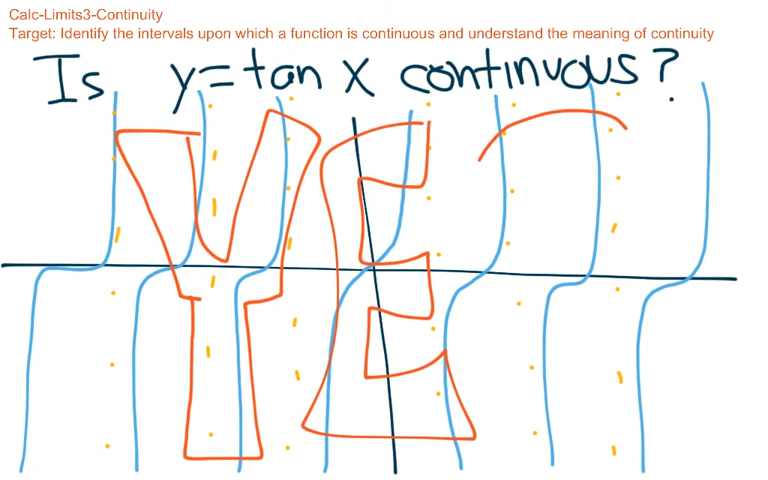 Calc-Limits3-Continuity
Target: Identify the intervals upon which a function is continuous and understand the meaning of continuity
Is y=tan x continuous?
YE